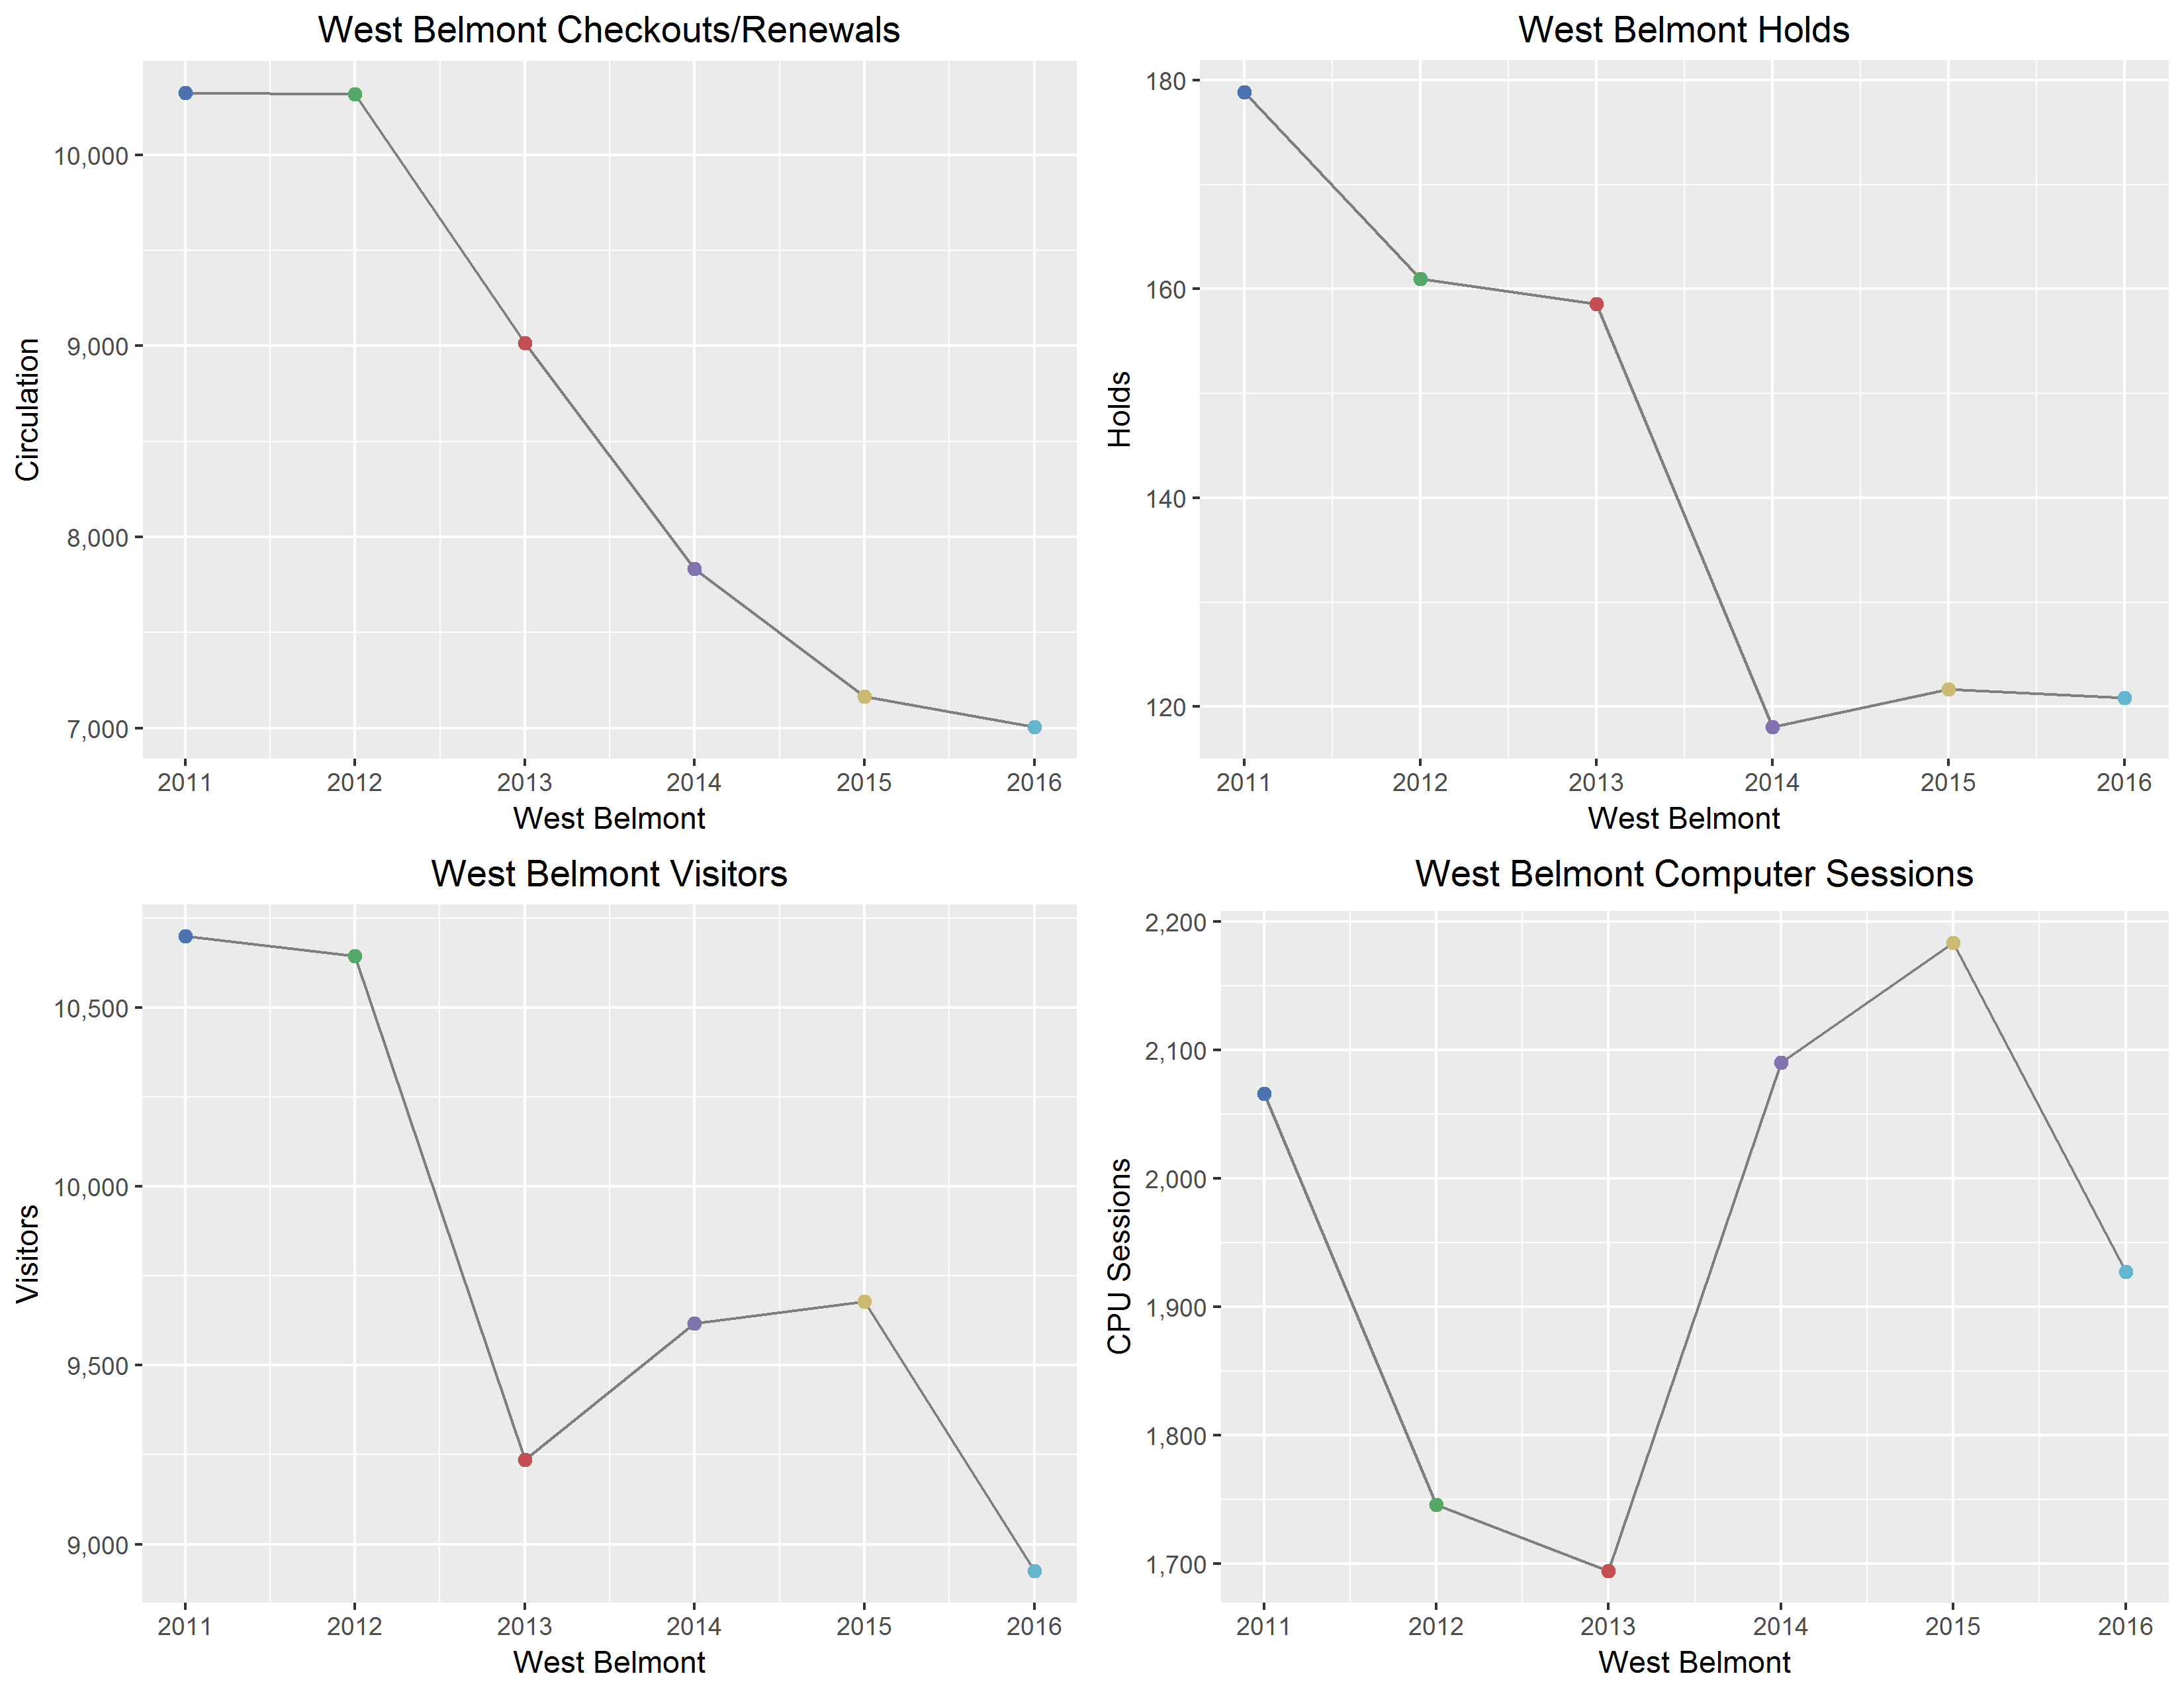 West Belmont Checkouts/Renewals
Circulation
10,000
9,000
8,000
7,000
2011 2012 2013 2014 2015 2016
West Belmont
West Belmont Holds
Holds
180
160
140
120
2011 2012 2013 2014 2015 2016
West Belmont
West Belmont Visitors
Visitors
10,500
10,000
9,500
9,000
2011 2012 2013 2014 2015 2016
West Belmont
West Belmont Computer Sessions
CPU Sessions
2,200
2,100
2,000
1,900
1,800
1,700
2011 2012 2013 2014 2015 2016
West Belmont